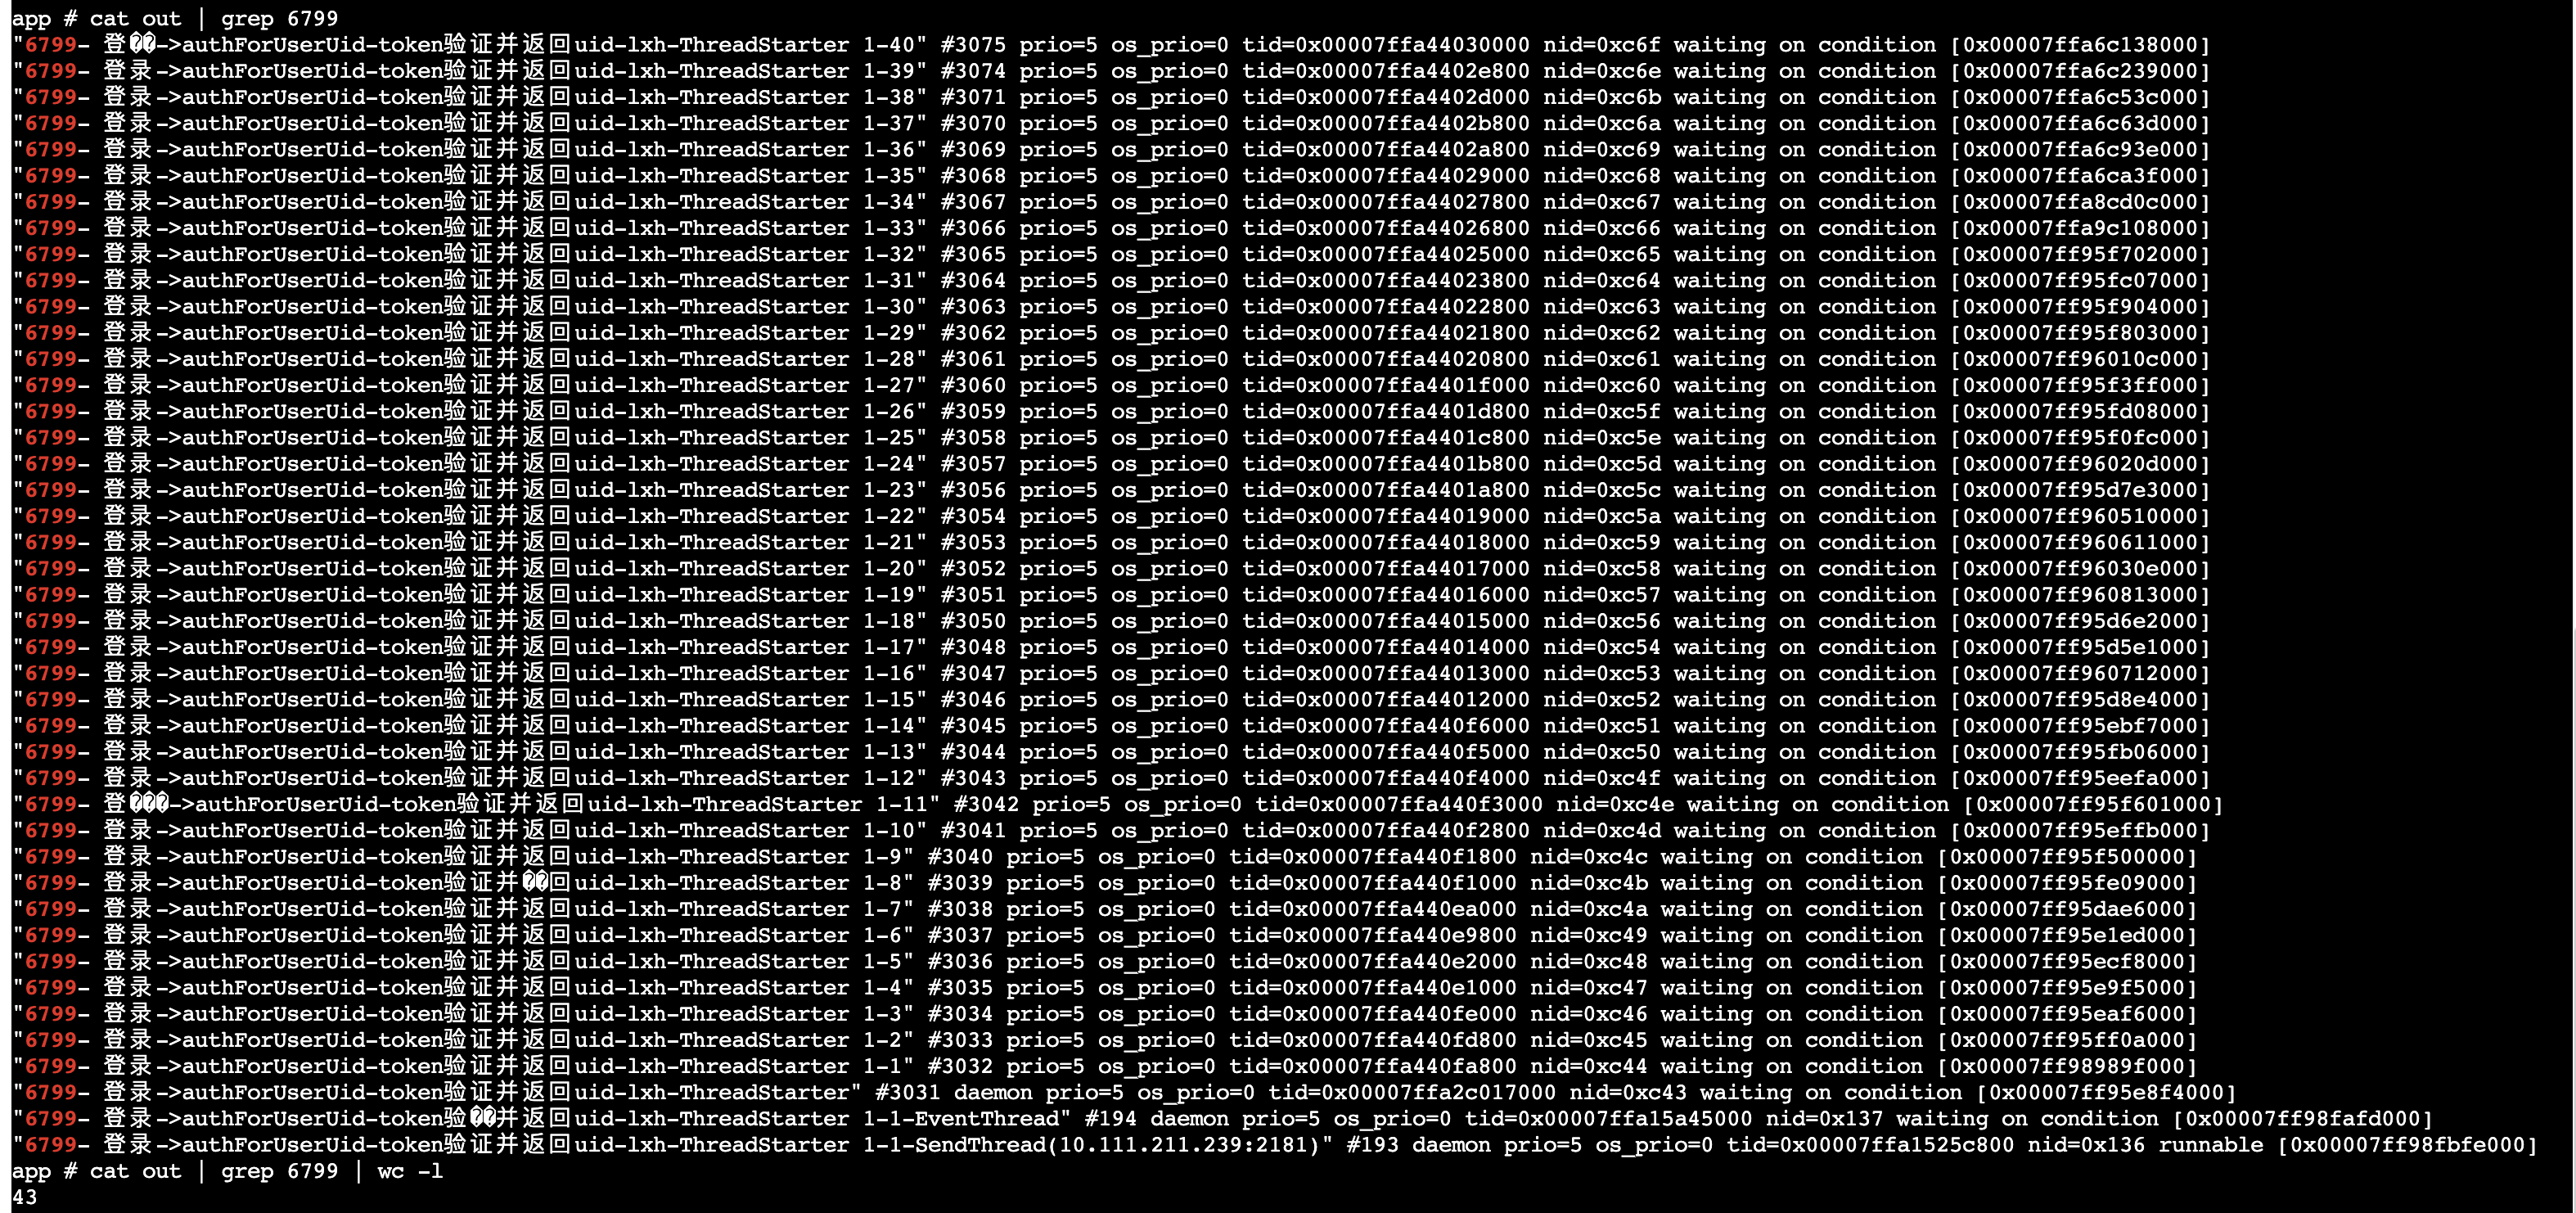 app # cat out | grep 6799
"6799- 登��->authForUserUid-token验证并返回uid-lxh-ThreadStarter 1-40" #3075 prio=5 os_prio=0 tid=0x00007ffa44030000 nid=0xc6f waiting on condition [0x00007ffa6c138000]
"6799- 登录->authForUserUid-token验证并返回uid-lxh-ThreadStarter 1-39" #3074 prio=5 os_prio=0 tid=0x00007ffa4402e800 nid=0xc6e waiting on condition [0x00007ffa6c239000]
"6799- 登录->authForUserUid-token验证并返回uid-lxh-ThreadStarter 1-38" #3071 prio=5 os_prio=0 tid=0x00007ffa4402d000 nid=0xc6b waiting on condition [0x00007ffa6c53c000]
"6799- 登录->authForUserUid-token验证并返回uid-lxh-ThreadStarter 1-37" #3070 prio=5 os_prio=0 tid=0x00007ffa4402b800 nid=0xc6a waiting on condition [0x00007ffa6c63d000]
"6799- 登录->authForUserUid-token验证并返回uid-lxh-ThreadStarter 1-36" #3069 prio=5 os_prio=0 tid=0x00007ffa4402a800 nid=0xc69 waiting on condition [0x00007ffa6c93e000]
"6799- 登录->authForUserUid-token验证并返回uid-lxh-ThreadStarter 1-35" #3068 prio=5 os_prio=0 tid=0x00007ffa44029000 nid=0xc68 waiting on condition [0x00007ffa6ca3f000]
"6799- 登录->authForUserUid-token验证并返回uid-lxh-ThreadStarter 1-34" #3067 prio=5 os_prio=0 tid=0x00007ffa44027800 nid=0xc67 waiting on condition [0x00007ffa8cd0c000]
"6799- 登录->authForUserUid-token验证并返回uid-lxh-ThreadStarter 1-33" #3066 prio=5 os_prio=0 tid=0x00007ffa44026800 nid=0xc66 waiting on condition [0x00007ffa9c108000]
"6799- 登录->authForUserUid-token验证并返回uid-lxh-ThreadStarter 1-32" #3065 prio=5 os_prio=0 tid=0x00007ffa44025000 nid=0xc65 waiting on condition [0x00007ff95f702000]
"6799- 登录->authForUserUid-token验证并返回uid-lxh-ThreadStarter 1-31" #3064 prio=5 os_prio=0 tid=0x00007ffa44023800 nid=0xc64 waiting on condition [0x00007ff95fc07000]
"6799- 登录->authForUserUid-token验证并返回uid-lxh-ThreadStarter 1-30" #3063 prio=5 os_prio=0 tid=0x00007ffa44022800 nid=0xc63 waiting on condition [0x00007ff95f904000]
"6799- 登录->authForUserUid-token验证并返回uid-lxh-ThreadStarter 1-29" #3062 prio=5 os_prio=0 tid=0x00007ffa44021800 nid=0xc62 waiting on condition [0x00007ff95f803000]
"6799- 登录->authForUserUid-token验证并返回uid-lxh-ThreadStarter 1-28" #3061 prio=5 os_prio=0 tid=0x00007ffa44020800 nid=0xc61 waiting on condition [0x00007ff96010c000]
"6799- 登录->authForUserUid-token验证并返回uid-lxh-ThreadStarter 1-27" #3060 prio=5 os_prio=0 tid=0x00007ffa4401f000 nid=0xc60 waiting on condition [0x00007ff95f3ff000]
"6799- 登录->authForUserUid-token验证并返回uid-lxh-ThreadStarter 1-26" #3059 prio=5 os_prio=0 tid=0x00007ffa4401d800 nid=0xc5f waiting on condition [0x00007ff95fd08000]
"6799- 登录->authForUserUid-token验证并返回uid-lxh-ThreadStarter 1-25" #3058 prio=5 os_prio=0 tid=0x00007ffa4401c800 nid=0xc5e waiting on condition [0x00007ff95f0fc000]
"6799- 登录->authForUserUid-token验证并返回uid-lxh-ThreadStarter 1-24" #3057 prio=5 os_prio=0 tid=0x00007ffa4401b800 nid=0xc5d waiting on condition [0x00007ff96020d000]
"6799- 登录->authForUserUid-token验证并返回uid-lxh-ThreadStarter 1-23" #3056 prio=5 os_prio=0 tid=0x00007ffa4401a800 nid=0xc5c waiting on condition [0x00007ff95d7e3000]
"6799- 登录->authForUserUid-token验证并返回uid-lxh-ThreadStarter 1-22" #3054 prio=5 os_prio=0 tid=0x00007ffa44019000 nid=0xc5a waiting on condition [0x00007ff960510000]
"6799- 登录->authForUserUid-token验证并返回uid-lxh-ThreadStarter 1-21" #3053 prio=5 os_prio=0 tid=0x00007ffa44018000 nid=0xc59 waiting on condition [0x00007ff960611000]
"6799- 登录->authForUserUid-token验证并返回uid-lxh-ThreadStarter 1-20" #3052 prio=5 os_prio=0 tid=0x00007ffa44017000 nid=0xc58 waiting on condition [0x00007ff96030e000]
"6799- 登录->authForUserUid-token验证并返回uid-lxh-ThreadStarter 1-19" #3051 prio=5 os_prio=0 tid=0x00007ffa44016000 nid=0xc57 waiting on condition [0x00007ff960813000]
"6799- 登录->authForUserUid-token验证并返回uid-lxh-ThreadStarter 1-18" #3050 prio=5 os_prio=0 tid=0x00007ffa44015000 nid=0xc56 waiting on condition [0x00007ff95d6e2000]
"6799- 登录->authForUserUid-token验证并返回uid-lxh-ThreadStarter 1-17" #3048 prio=5 os_prio=0 tid=0x00007ffa44014000 nid=0xc54 waiting on condition [0x00007ff95d5e1000]
"6799- 登录->authForUserUid-token验证并返回uid-lxh-ThreadStarter 1-16" #3047 prio=5 os_prio=0 tid=0x00007ffa44013000 nid=0xc53 waiting on condition [0x00007ff960712000]
"6799- 登录->authForUserUid-token验证并返回uid-lxh-ThreadStarter 1-15" #3046 prio=5 os_prio=0 tid=0x00007ffa44012000 nid=0xc52 waiting on condition [0x00007ff95d8e4000]
"6799- 登录->authForUserUid-token验证并返回uid-lxh-ThreadStarter 1-14" #3045 prio=5 os_prio=0 tid=0x00007ffa440f6000 nid=0xc51 waiting on condition [0x00007ff95ebf7000]
"6799- 登录->authForUserUid-token验证并返回uid-lxh-ThreadStarter 1-13" #3044 prio=5 os_prio=0 tid=0x00007ffa440f5000 nid=0xc50 waiting on condition [0x00007ff95fb06000]
"6799- 登录->authForUserUid-token验证并返回uid-lxh-ThreadStarter 1-12" #3043 prio=5 os_prio=0 tid=0x00007ffa440f4000 nid=0xc4f waiting on condition [0x00007ff95eefa000]
"6799- 登���->authForUserUid-token验证并返回uid-lxh-ThreadStarter 1-11" #3042 prio=5 os_prio=0 tid=0x00007ffa440f3000 nid=0xc4e waiting on condition [0x00007ff95f601000]
"6799- 登录->authForUserUid-token验证并返回uid-lxh-ThreadStarter 1-10" #3041 prio=5 os_prio=0 tid=0x00007ffa440f2800 nid=0xc4d waiting on condition [0x00007ff95effb000]
"6799- 登录->authForUserUid-token验证并返回uid-lxh-ThreadStarter 1-9" #3040 prio=5 os_prio=0 tid=0x00007ffa440f1800 nid=0xc4c waiting on condition [0x00007ff95f500000]
"6799- 登录->authForUserUid-token验证并��回uid-lxh-ThreadStarter 1-8" #3039 prio=5 os_prio=0 tid=0x00007ffa440f1000 nid=0xc4b waiting on condition [0x00007ff95fe09000]
"6799- 登录->authForUserUid-token验证并返回uid-lxh-ThreadStarter 1-7" #3038 prio=5 os_prio=0 tid=0x00007ffa440ea000 nid=0xc4a waiting on condition [0x00007ff95dae6000]
"6799- 登录->authForUserUid-token验证并返回uid-lxh-ThreadStarter 1-6" #3037 prio=5 os_prio=0 tid=0x00007ffa440e9800 nid=0xc49 waiting on condition [0x00007ff95e1ed000]
"6799- 登录->authForUserUid-token验证并返回uid-lxh-ThreadStarter 1-5" #3036 prio=5 os_prio=0 tid=0x00007ffa440e2000 nid=0xc48 waiting on condition [0x00007ff95ecf8000]
"6799- 登录->authForUserUid-token验证并返回uid-lxh-ThreadStarter 1-4" #3035 prio=5 os_prio=0 tid=0x00007ffa440e1000 nid=0xc47 waiting on condition [0x00007ff95e9f5000]
"6799- 登录->authForUserUid-token验证并返回uid-lxh-ThreadStarter 1-3" #3034 prio=5 os_prio=0 tid=0x00007ffa440fe000 nid=0xc46 waiting on condition [0x00007ff95eaf6000]
"6799- 登录->authForUserUid-token验证并返回uid-lxh-ThreadStarter 1-2" #3033 prio=5 os_prio=0 tid=0x00007ffa440fd800 nid=0xc45 waiting on condition [0x00007ff95ff0a000]
"6799- 登录->authForUserUid-token验证并返回uid-lxh-ThreadStarter 1-1" #3032 prio=5 os_prio=0 tid=0x00007ffa440fa800 nid=0xc44 waiting on condition [0x00007ff98989f000]
"6799- 登录->authForUserUid-token验证并返回uid-lxh-ThreadStarter" #3031 daemon prio=5 os_prio=0 tid=0x00007ffa2c017000 nid=0xc43 waiting on condition [0x00007ff95e8f4000]
"6799- 登录->authForUserUid-token验��并返回uid-lxh-ThreadStarter 1-1-EventThread" #194 daemon prio=5 os_prio=0 tid=0x00007ffa15a45000 nid=0x137 waiting on condition [0x00007ff98fafd000]
"6799- 登录->authForUserUid-token验证并返回uid-lxh-ThreadStarter 1-1-SendThread(10.111.211.239:2181)" #193 daemon prio=5 os_prio=0 tid=0x00007ffa1525c800 nid=0x136 runnable [0x00007ff98fbfe000]
app # cat out | grep 6799 | wc -l
43